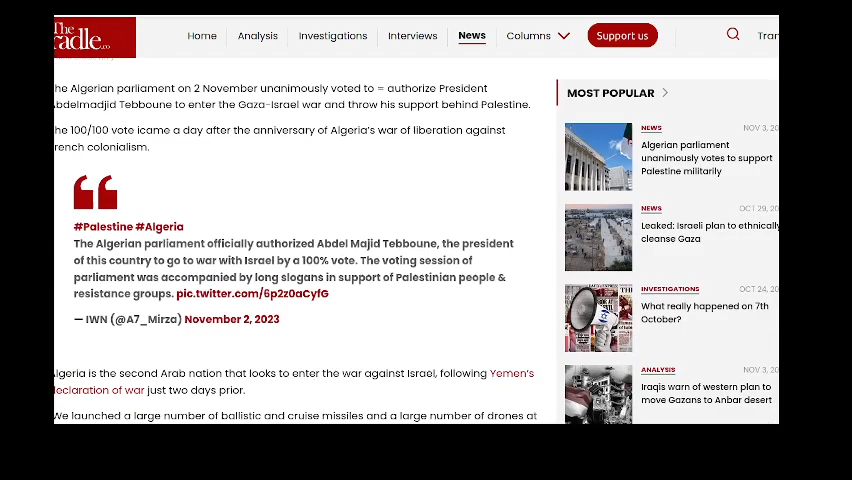 The
radle.co
Home
Analysis
Investigations
Interviews
News
Columns
Support us
Tran
he Algerian parliament on 2 November unanimously voted to = authorize President
Abdelmadjid Tebboune to enter the Gaza-Israel war and throw his support behind Palestine.
he 100/100 vote icame a day after the anniversary of Algeria's war of liberation against
rench colonialism.
#Palestine #Algeria
The Algerian parliament officially authorized Abdel Majid Tebboune, the president
of this country to go to war with Israel by a 100% vote. The voting session of
parliament was accompanied by long slogans in support of Palestinian people &
resistance groups. pic.twitter.com/6p2z0aCyfG
— IWN (@A7_Mirza) November 2, 2023
lgeria is the second Arab nation that looks to enter the war against Israel, following Yemen's
declaration of war just two days prior.
We launched a large number of ballistic and cruise missiles and a large number of drones at
MOST POPULAR
NEWS
NOV 3, 20
Algerian parliament
unanimously votes to support
Palestine militarily
NEWS
OCT 29, 20
Leaked: Israeli plan to ethnically
cleanse Gaza
INVESTIGATIONS
OCT 24, 20
What really happened on 7th
October?
ANALYSIS
NOV 3, 20
Iraqis warn of western plan to
move Gazans to Anbar desert